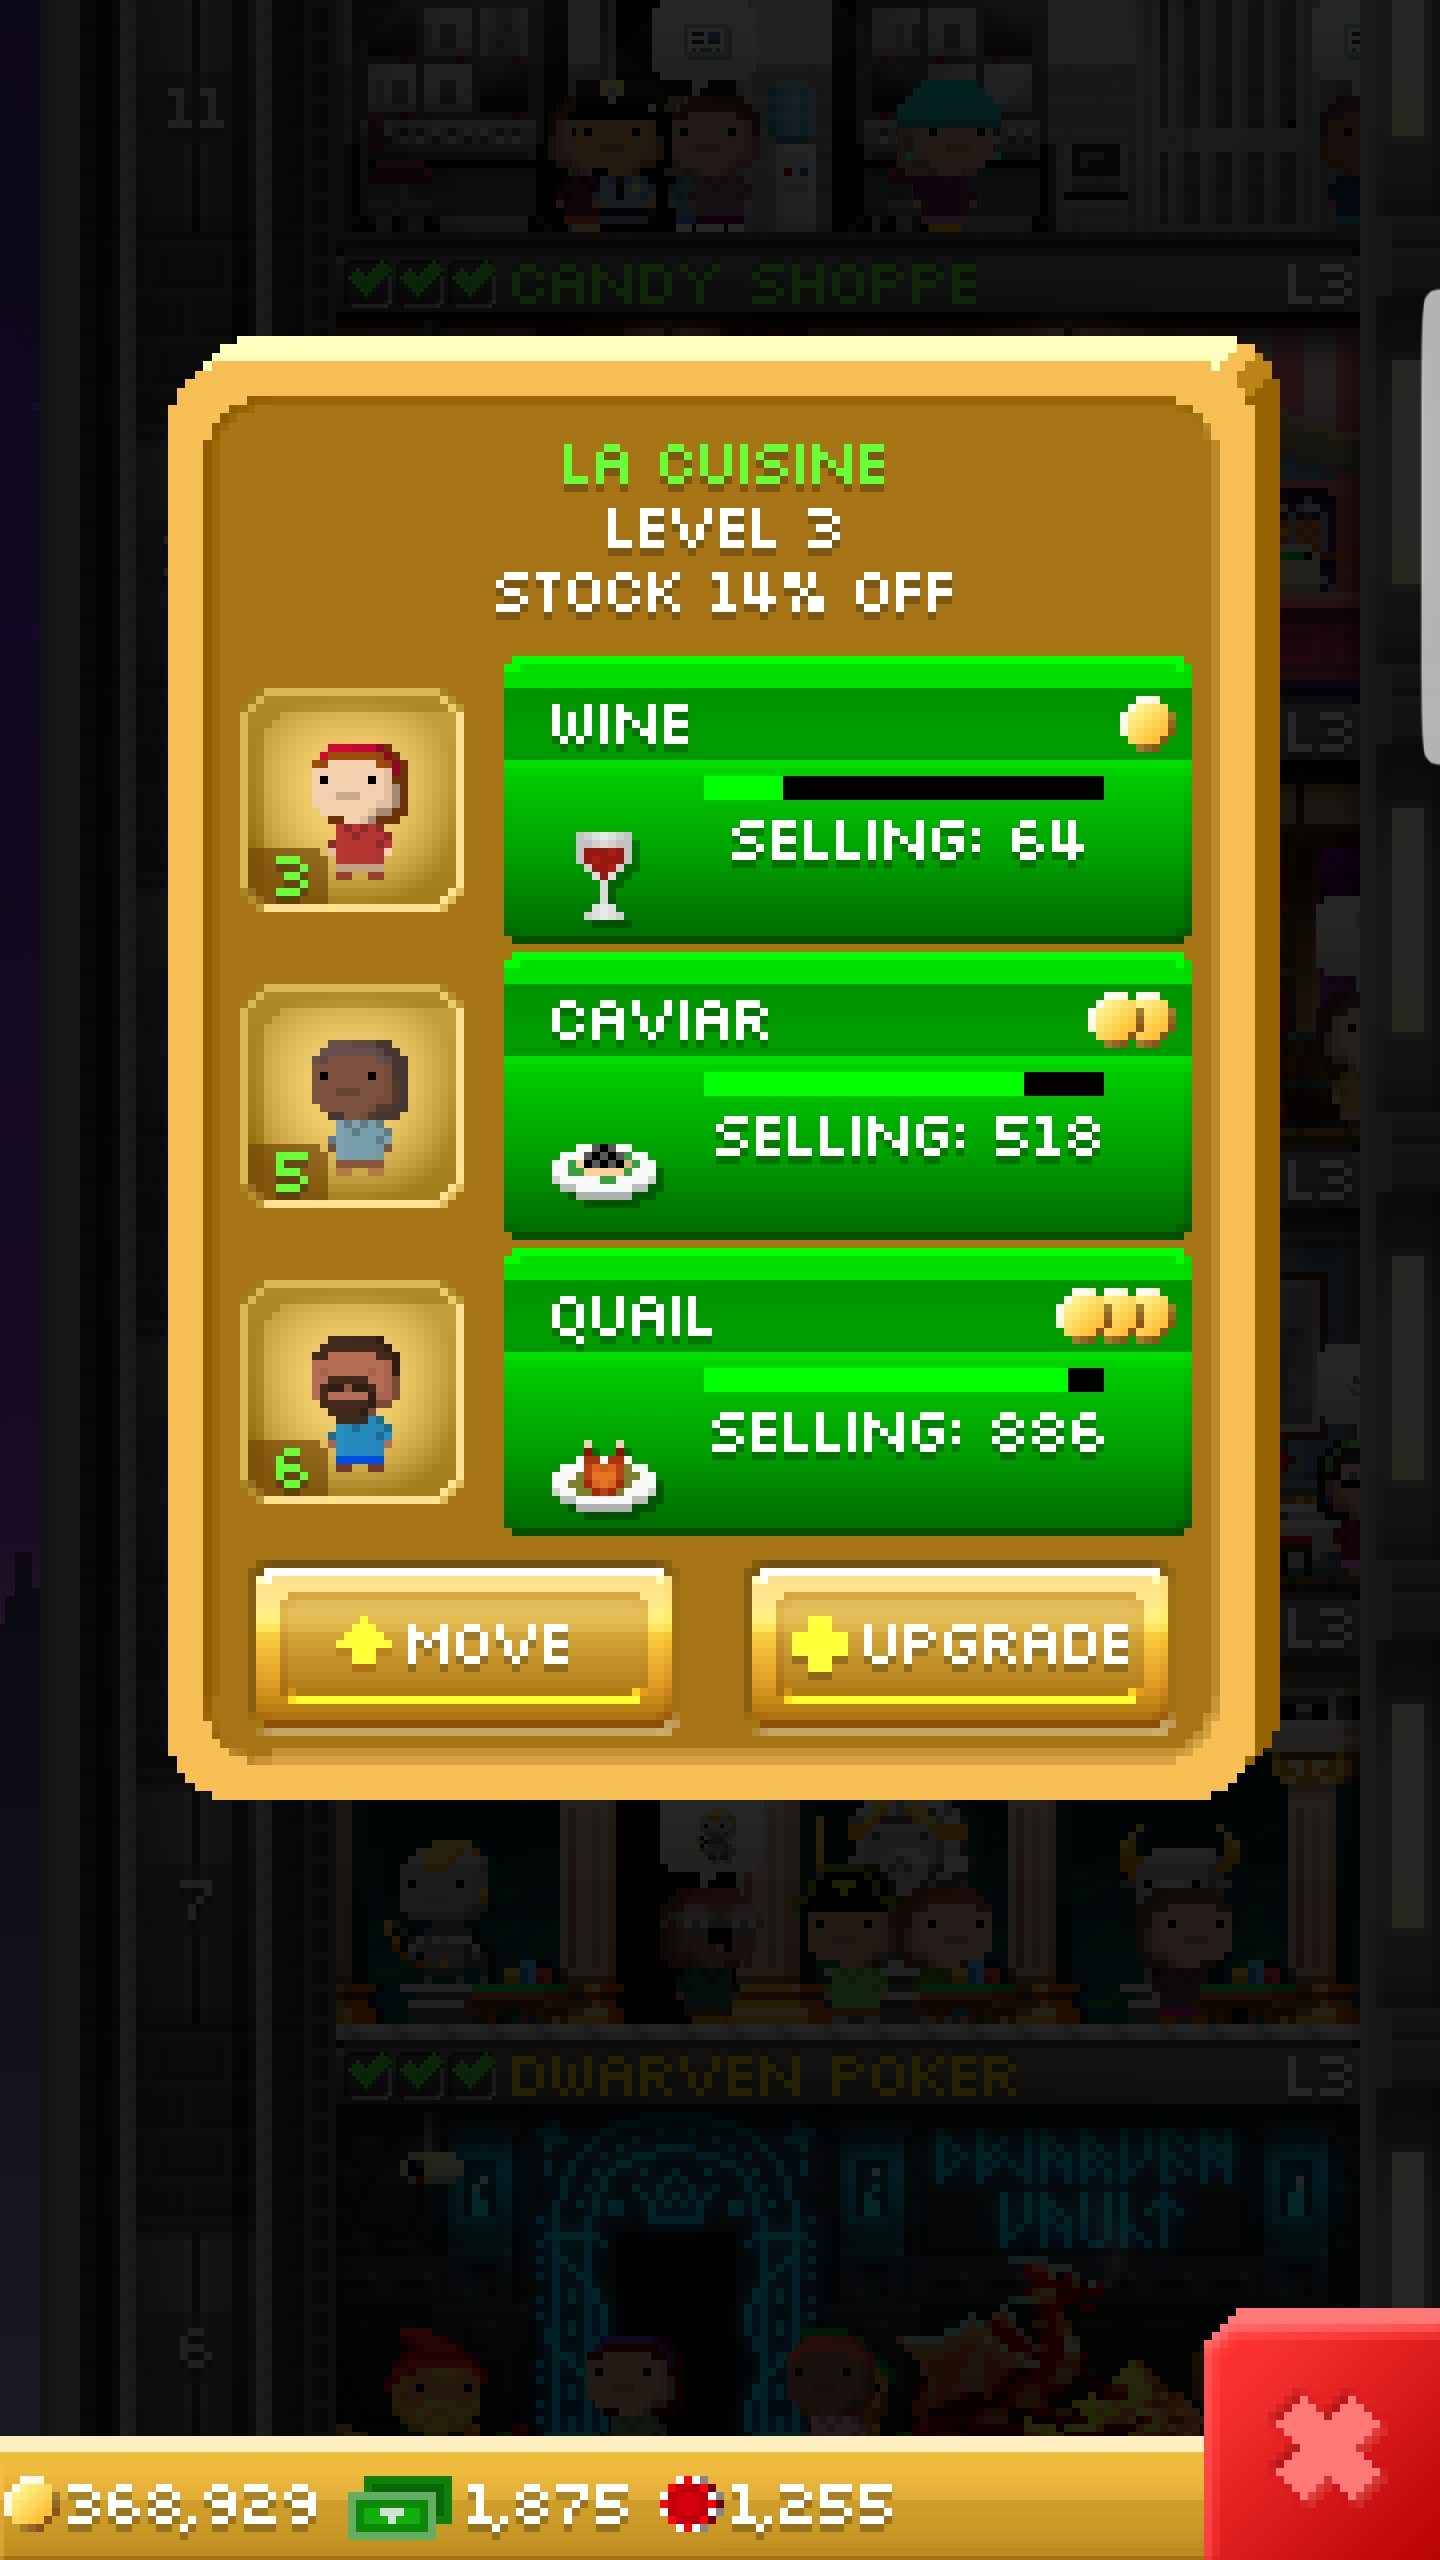 11
CANDY SHOPPE L3
LA CUISINE
LEVEL 3
STOCK 14% OFF
L3
WINE
SELLING: 64
3
CAVIAR
SELLING: 518
L3
5
QUAIL
SELLING: 886
6
MOVE
UPGRADE
L3
7
DWARVEN POKER L3
6
368,929 1,875 1,255